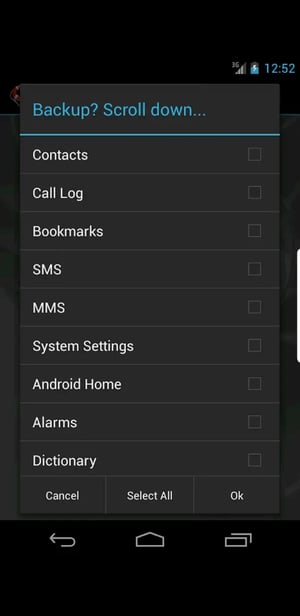 3G 12:52
Backup? Scroll down...
Contacts
Call Log
Bookmarks
SMS
MMS
System Settings
Android Home
Alarms
Dictionary
Cancel Select All Ok